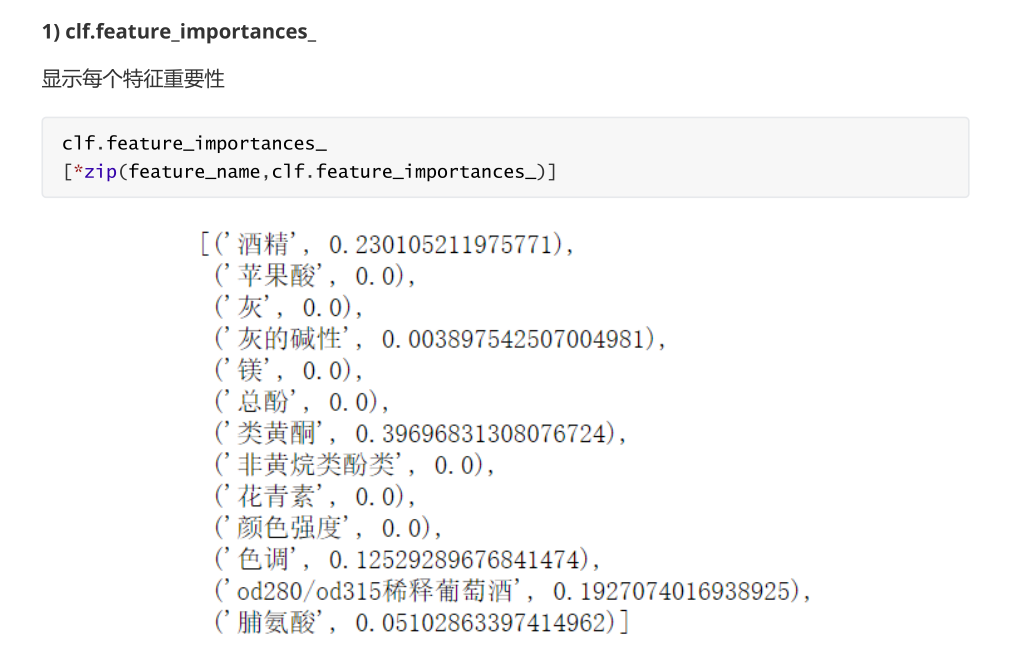 1) clf.feature_importances_
显示每个特征重要性
clf.feature_importances_
[*zip(feature_name,clf.feature_importances_)]
[('酒精', 0.230105211975771),
('苹果酸', 0.0),
('灰', 0.0),
('灰的碱性', 0.003897542507004981),
('镁', 0.0),
('总酚', 0.0),
('类黄酮', 0.39696831308076724),
('非黄烷类酚类', 0.0),
('花青素', 0.0),
('颜色强度', 0.0),
('色调', 0.12529289676841474),
('od280/od315稀释葡萄酒', 0.1927074016938925),
('脯氨酸', 0.05102863397414962)]